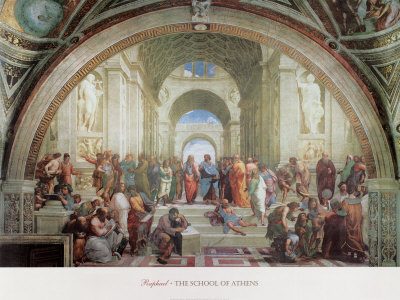 Raphael • THE SCHOOL OF ATHENS